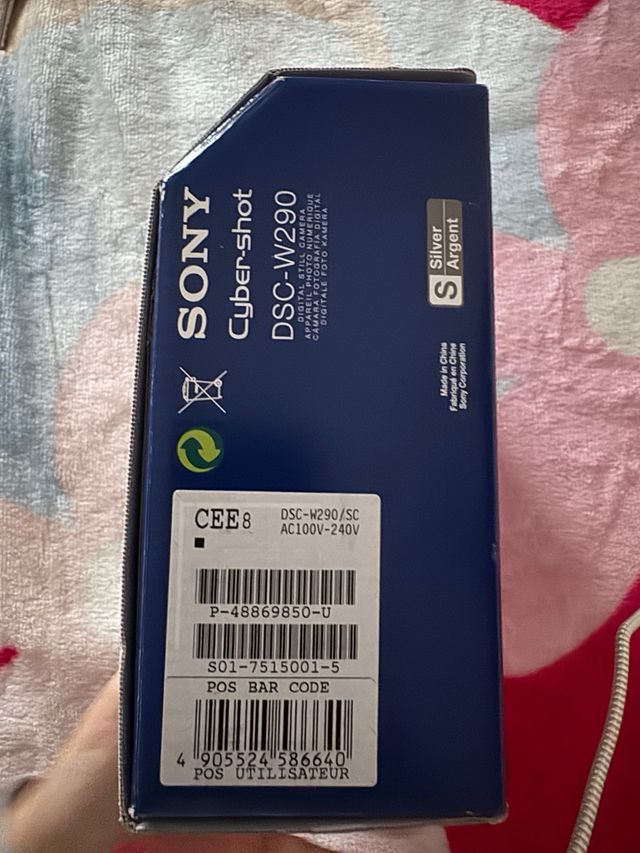 SONY
Cyber-shot
DSC-W290
DIGITAL STILL CAMERA
APPAREIL PHOTO NUMÉRIQUE
CÁMARA FOTOGRAFÍA DIGITAL
DIGITALE FOTO KAMERA
S
Silver
Argent
Made in China
Fabriqué en Chine
Sony Corporation
CEE8
DSC-W290/SC
AC100V-240V
P-48869850-U
S01-7515001-5
POS BAR CODE
4 905524 586640
POS UTILISATEUR